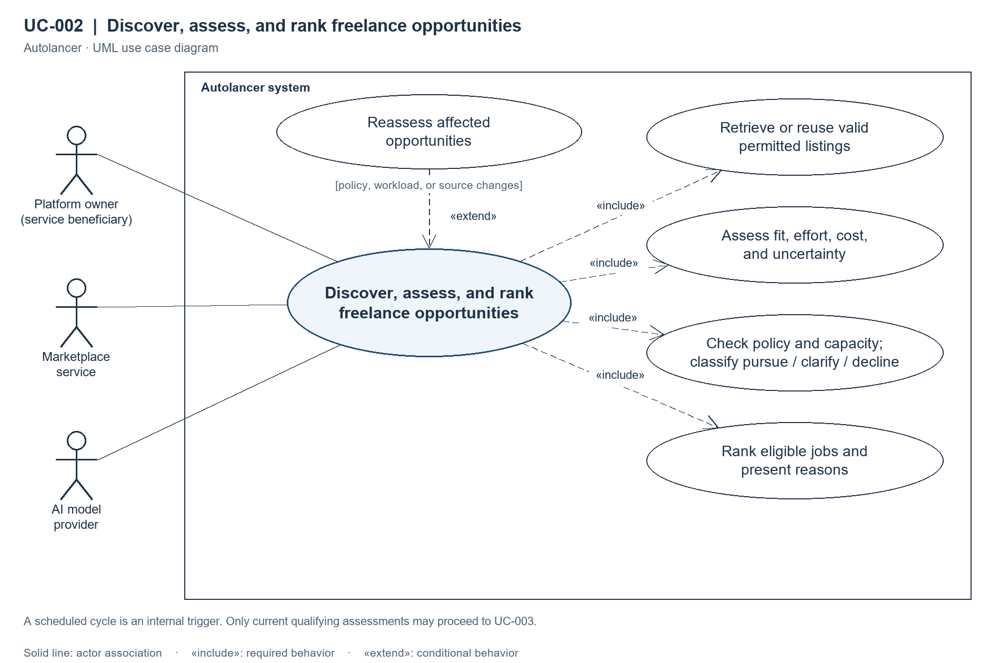 UC-002 | Discover, assess, and rank freelance opportunities
Autolancer · UML use case diagram
Autolancer system
Reassess affected
opportunities
Retrieve or reuse valid
permitted listings
[policy, workload, or source changes]
«extend»
«include»
Platform owner
(service beneficiary)
Assess fit, effort, cost,
and uncertainty
«include»
Discover, assess, and rank
freelance opportunities
«include»
Check policy and capacity;
classify pursue / clarify / decline
Marketplace
service
«include»
Rank eligible jobs and
present reasons
AI model
provider
A scheduled cycle is an internal trigger. Only current qualifying assessments may proceed to UC-003.
Solid line: actor association · «include»: required behavior · «extend»: conditional behavior